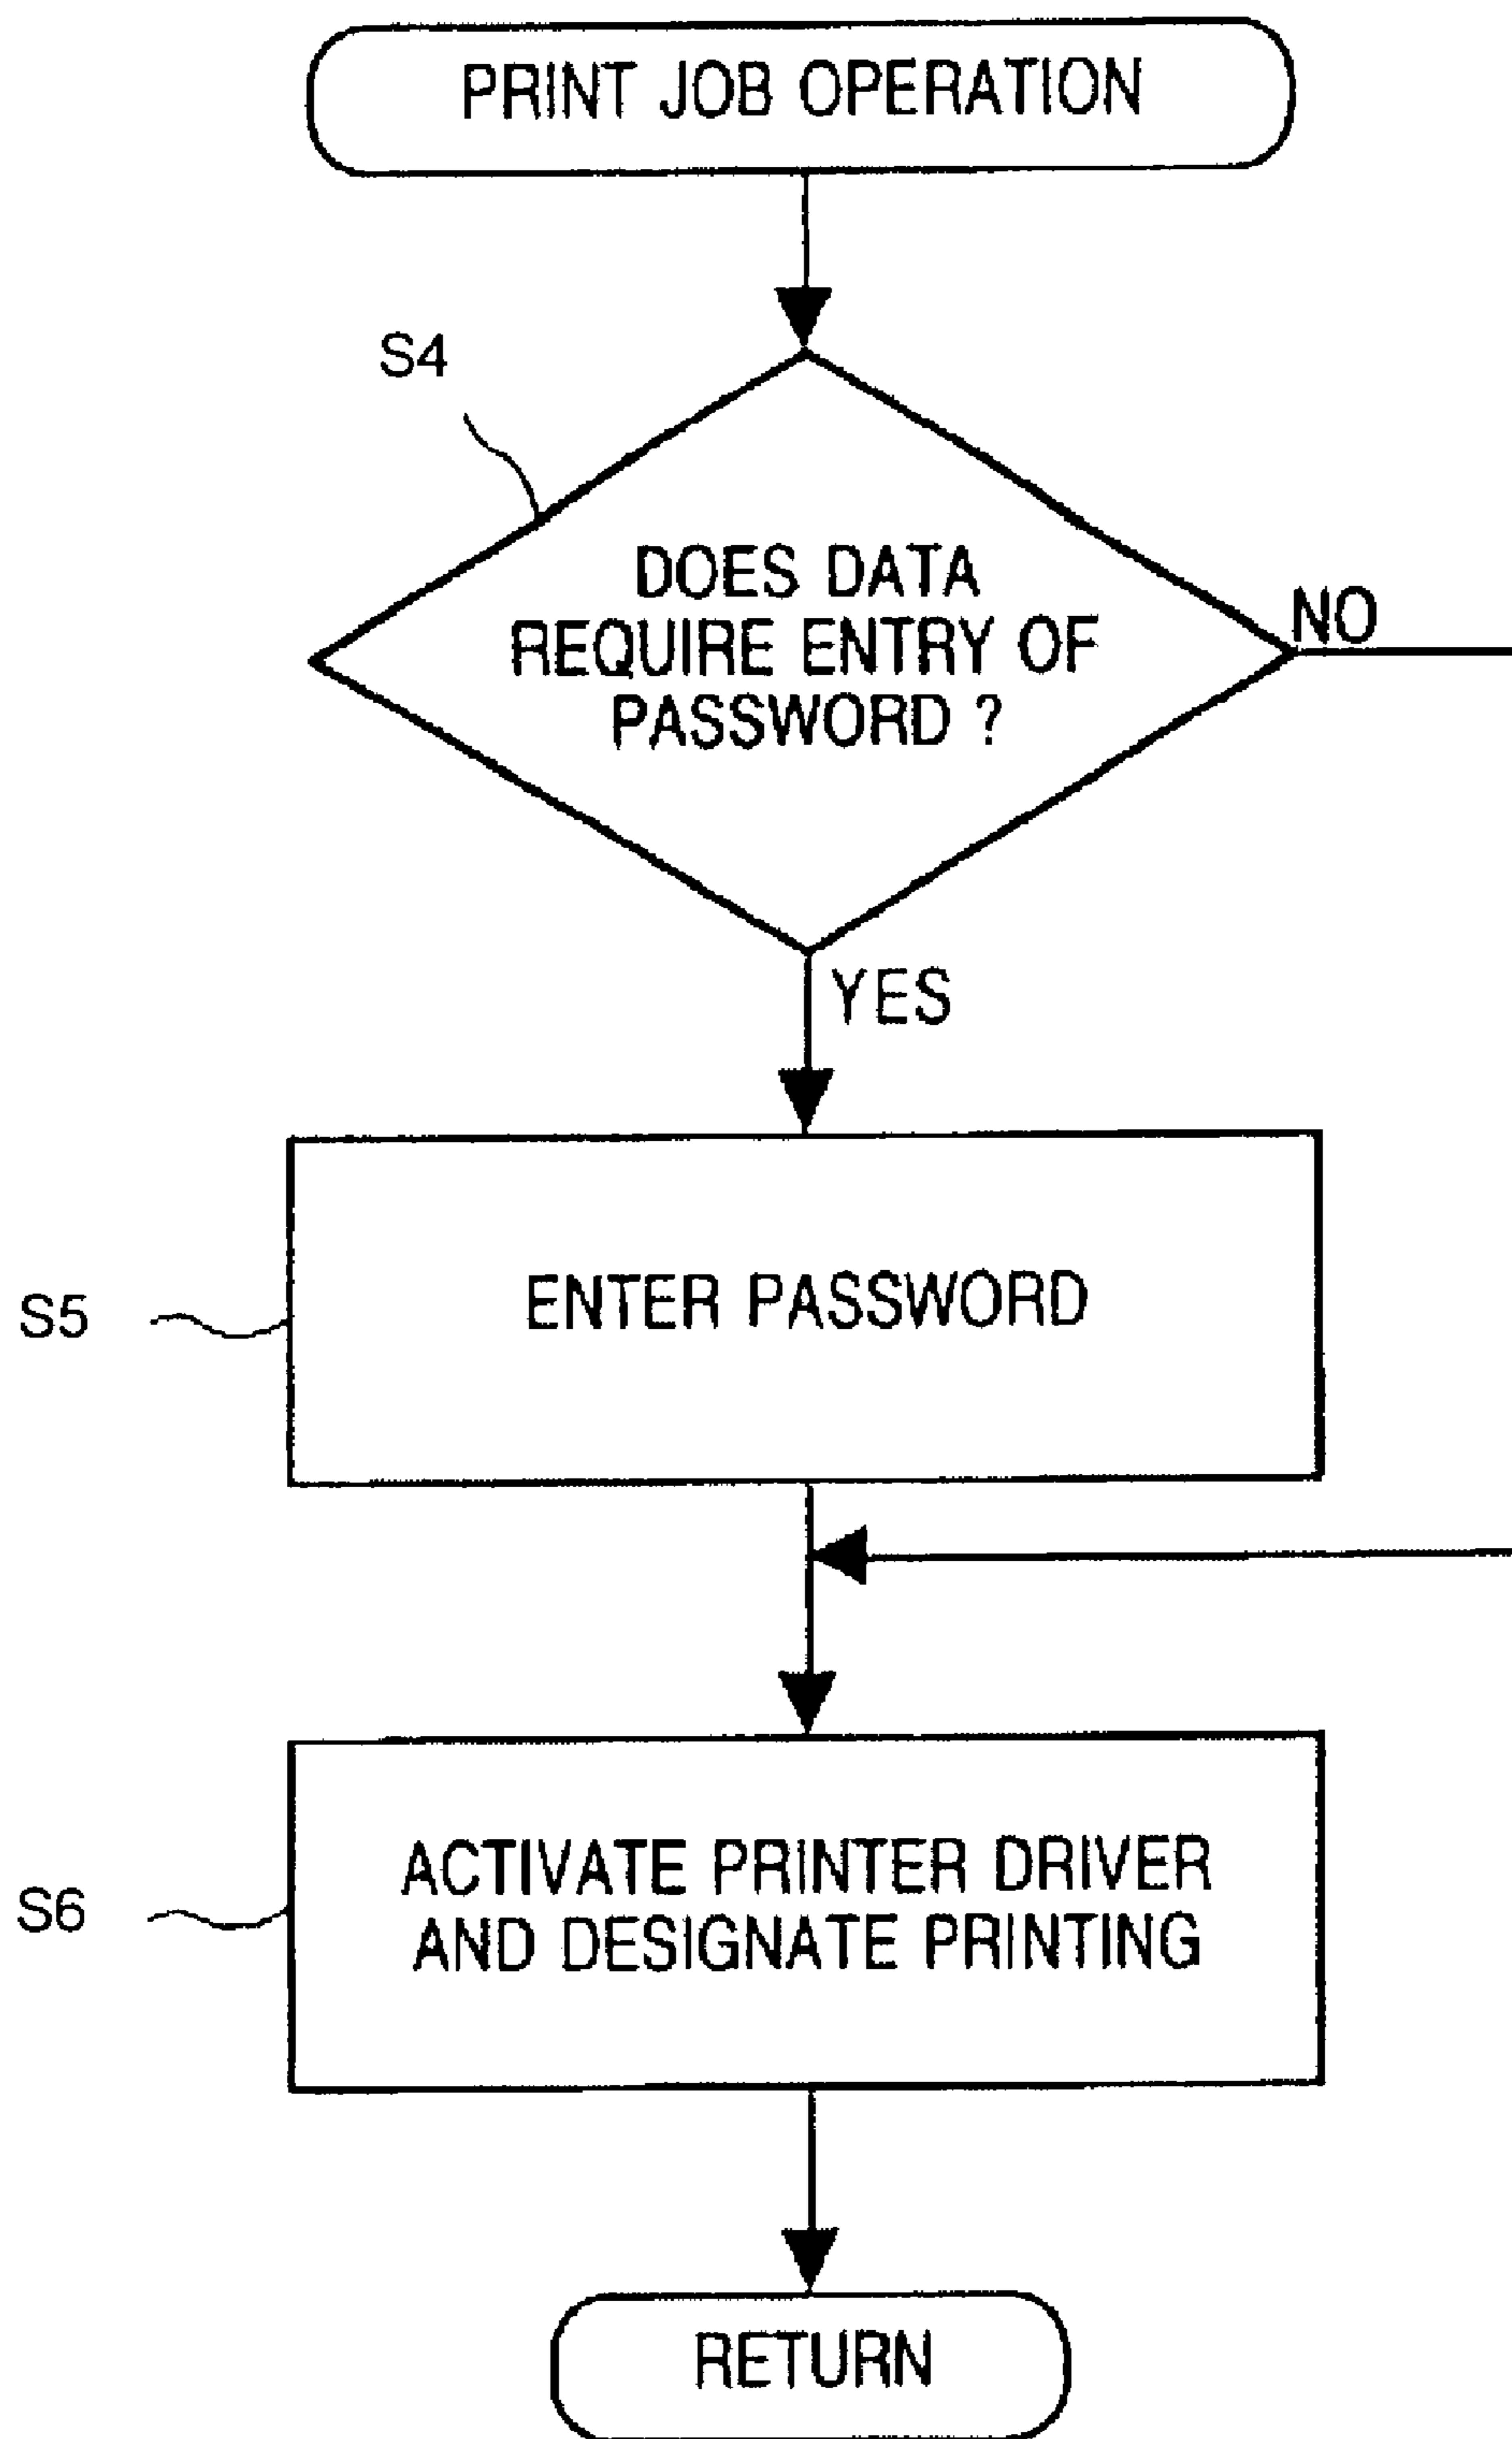 PRINT JOB OPERATION
S4
DOES DATA
REQUIRE ENTRY OF
PASSWORD ?
NO
YES
S5
ENTER PASSWORD
S6
ACTIVATE PRINTER DRIVER
AND DESIGNATE PRINTING
RETURN